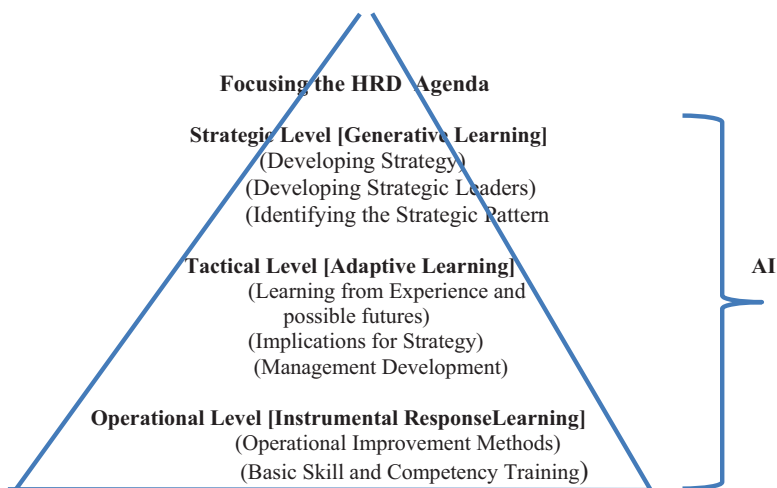 Focusing the HRD Agenda
Strategic Level [Generative Learning]
(Developing Strategy)
(Developing Strategic Leaders)
(Identifying the Strategic Pattern
Tactical Level [Adaptive Learning]
AI
(Learning from Experience and
possible futures)
(Implications for Strategy)
(Management Development)
Operational Level [Instrumental ResponseLearning]
(Operational Improvement Methods)
(Basic Skill and Competency Training)